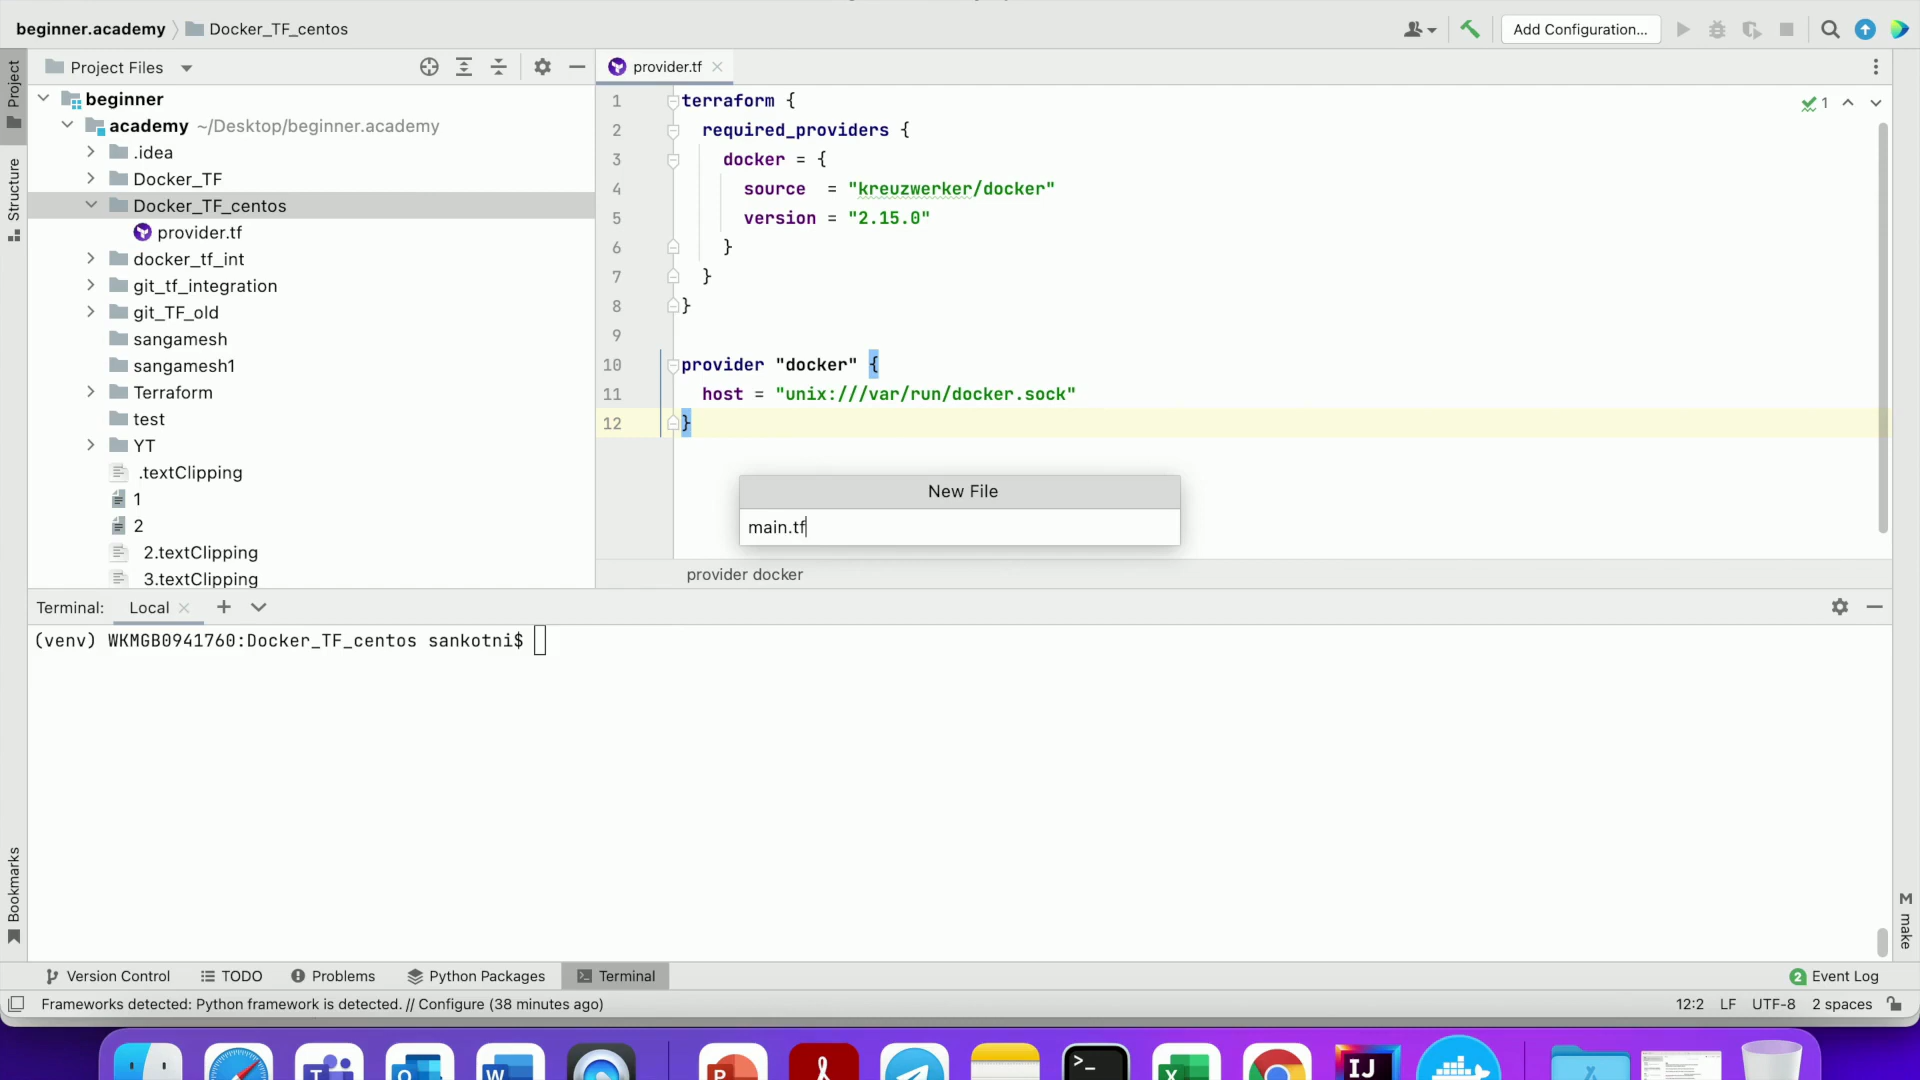 beginner.academy
Docker_TF_centos
Add Configuration...
Project
Structure
Bookmarks
Project Files
beginner
academy ~/Desktop/beginner.academy
.idea
Docker_TF
Docker_TF_centos
provider.tf
docker_tf_int
git_tf_integration
git_TF_old
sangamesh
sangamesh1
Terraform
test
YT
.textClipping
1
2
2.textClipping
3.textClipping
provider.tf
1 terraform {
2 required_providers {
3 docker = {
4 source = "kreuzwerker/docker"
5 version = "2.15.0"
6 }
7 }
8 }
9
10 provider "docker" {
11 host = "unix:///var/run/docker.sock"
12 }
1
New File
main.tf
provider docker
Terminal: Local
(venv) WKMGB0941760:Docker_TF_centos sankotni$
M make
Version Control TODO Problems Python Packages Terminal
2 Event Log
Frameworks detected: Python framework is detected. // Configure (38 minutes ago)
12:2 LF UTF-8 2 spaces
T O W P >_ X IJ